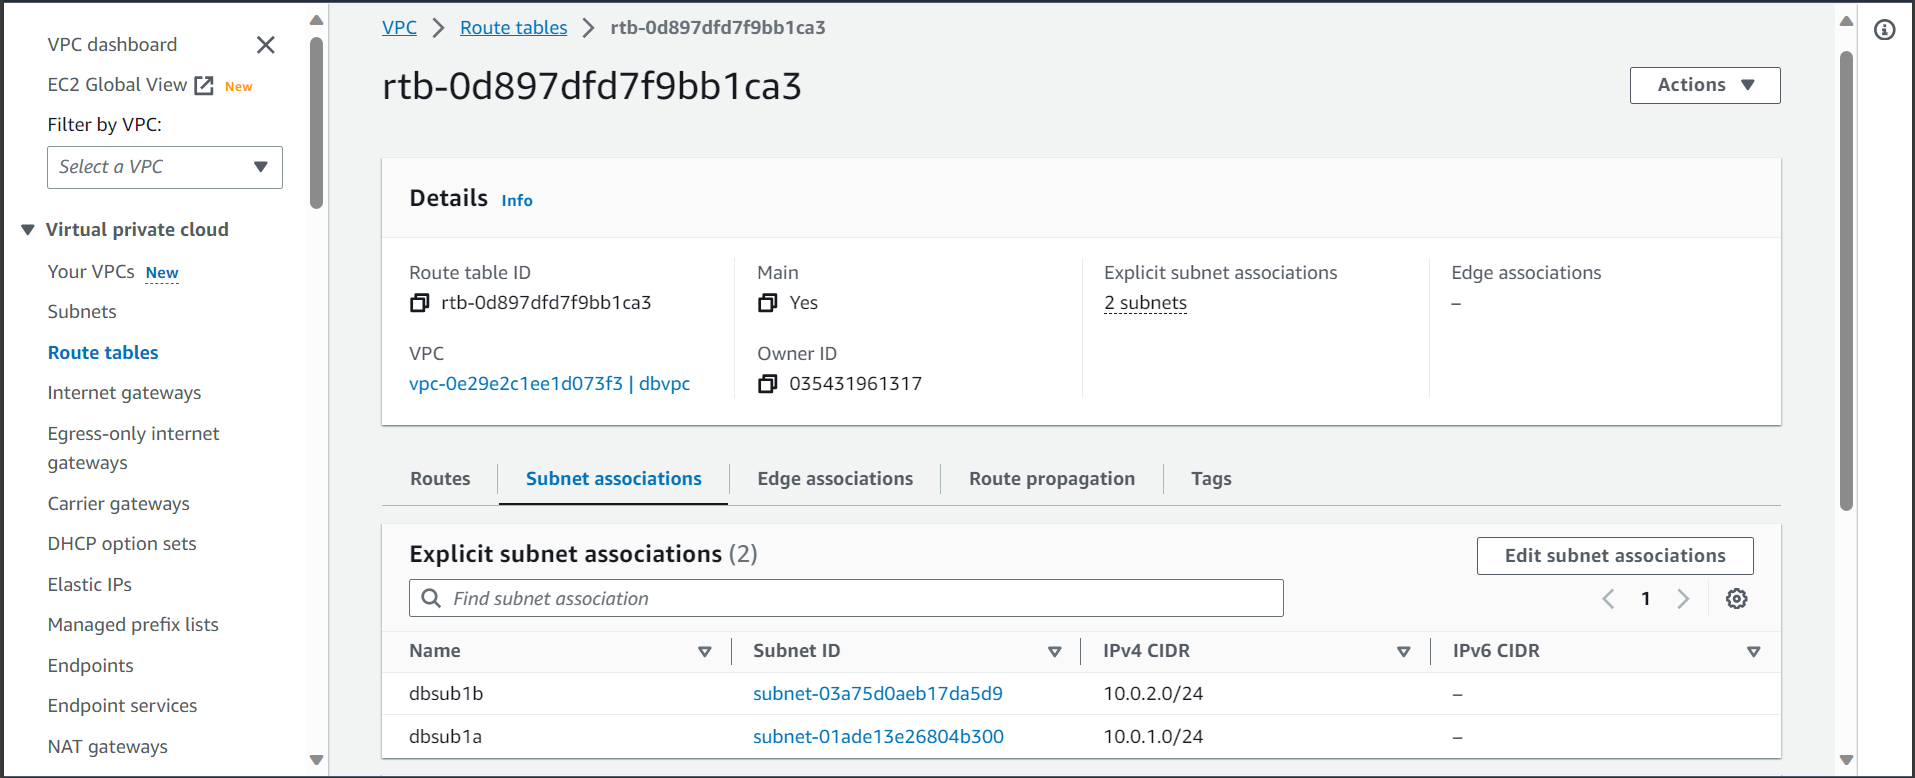 VPC dashboard
EC2 Global View New
Filter by VPC:
Select a VPC
Virtual private cloud
Your VPCs New
Subnets
Route tables
Internet gateways
Egress-only internet
gateways
Carrier gateways
DHCP option sets
Elastic IPs
Managed prefix lists
Endpoints
Endpoint services
NAT gateways
VPC Route tables rtb-0d897dfd7f9bb1ca3
rtb-0d897dfd7f9bb1ca3
Actions
Details Info
Route table ID
rtb-0d897dfd7f9bb1ca3
Main
Yes
Explicit subnet associations
2 subnets
Edge associations
–
VPC
vpc-0e29e2c1ee1d073f3 | dbvpc
Owner ID
035431961317
Routes Subnet associations Edge associations Route propagation Tags
Explicit subnet associations (2)
Edit subnet associations
Find subnet association
1
Name Subnet ID IPv4 CIDR IPv6 CIDR
dbsub1b subnet-03a75d0aeb17da5d9 10.0.2.0/24 –
dbsub1a subnet-01ade13e26804b300 10.0.1.0/24 –